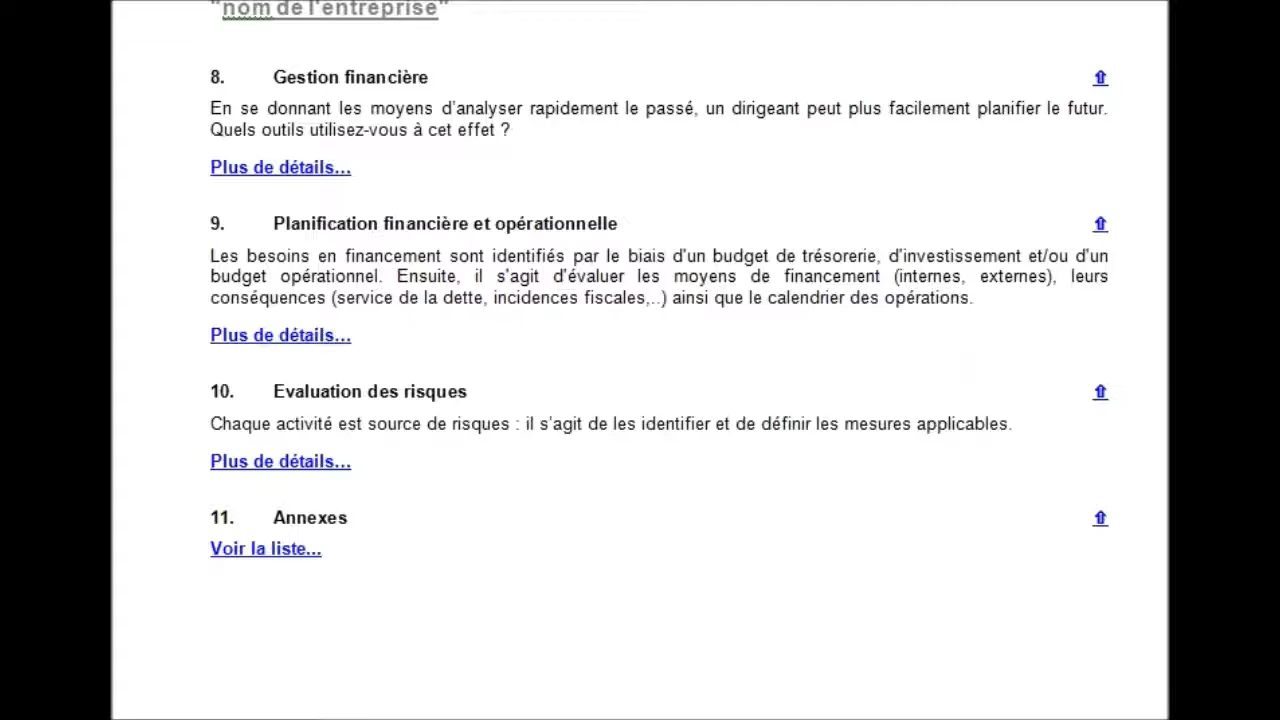 "nom de l'entreprise"
8. Gestion financière ⇧
En se donnant les moyens d’analyser rapidement le passé, un dirigeant peut plus facilement planifier le futur.
Quels outils utilisez-vous à cet effet ?
Plus de détails...
9. Planification financière et opérationnelle ⇧
Les besoins en financement sont identifiés par le biais d'un budget de trésorerie, d'investissement et/ou d'un
budget opérationnel. Ensuite, il s'agit d'évaluer les moyens de financement (internes, externes), leurs
conséquences (service de la dette, incidences fiscales,..) ainsi que le calendrier des opérations.
Plus de détails...
10. Evaluation des risques ⇧
Chaque activité est source de risques : il s’agit de les identifier et de définir les mesures applicables.
Plus de détails...
11. Annexes ⇧
Voir la liste...